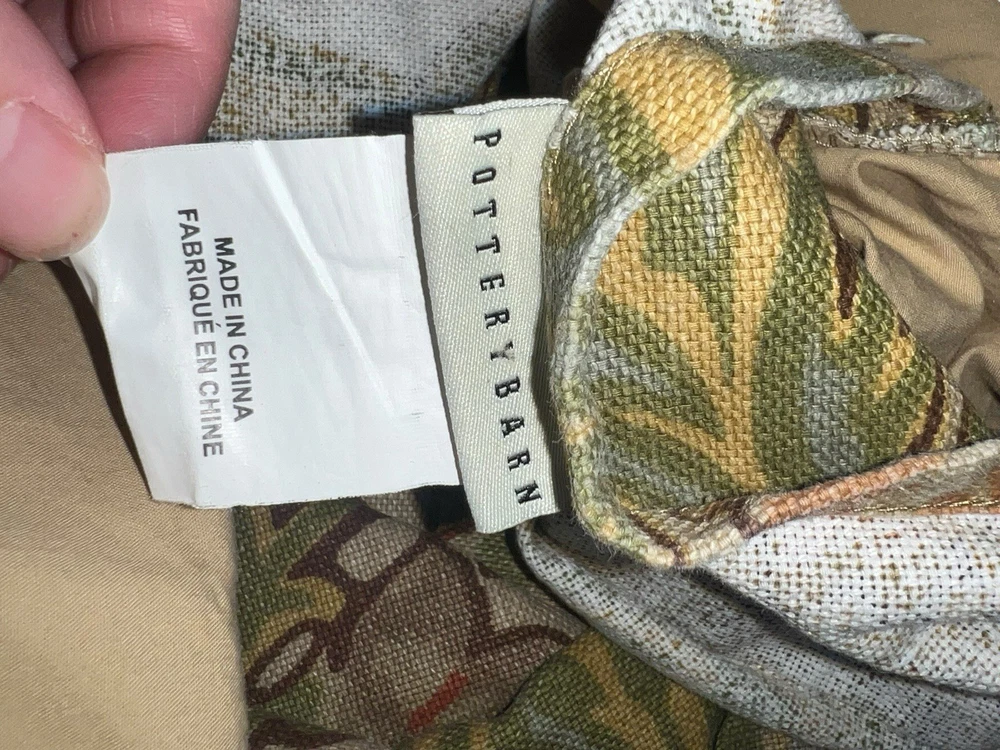 POTTERYBARN
MADE IN CHINA
FABRIQUÉ EN CHINE